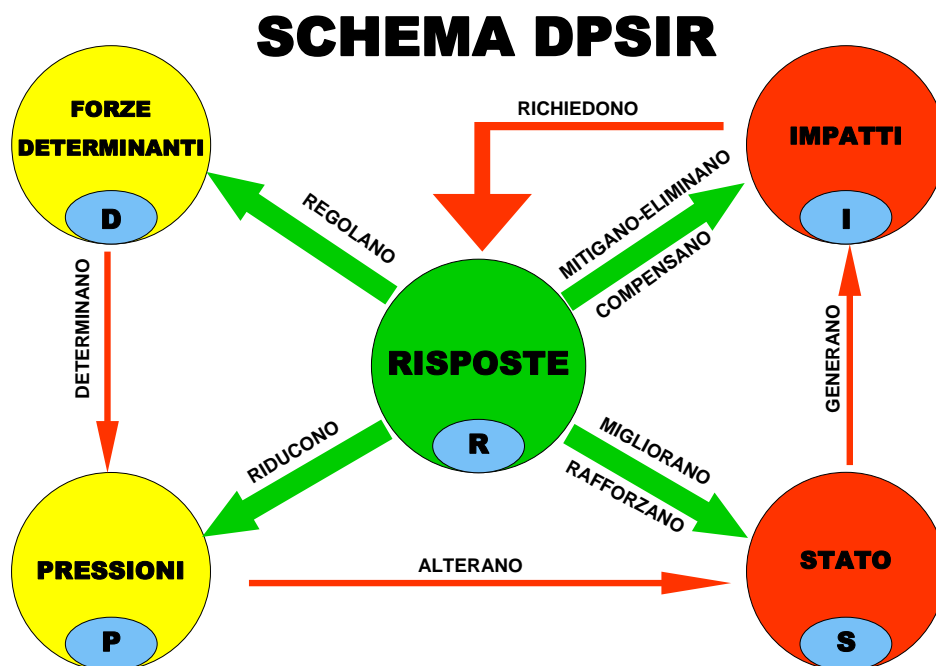 SCHEMA DPSIR
FORZE
DETERMINANTI
D
RICHIEDONO
IMPATTI
I
REGOLANO
MITIGANO-ELIMINANO
COMPENSANO
DETERMINANO
RISPOSTE
R
GENERANO
RIDUCONO
MIGLIORANO
RAFFORZANO
PRESSIONI
P
ALTERANO
STATO
S